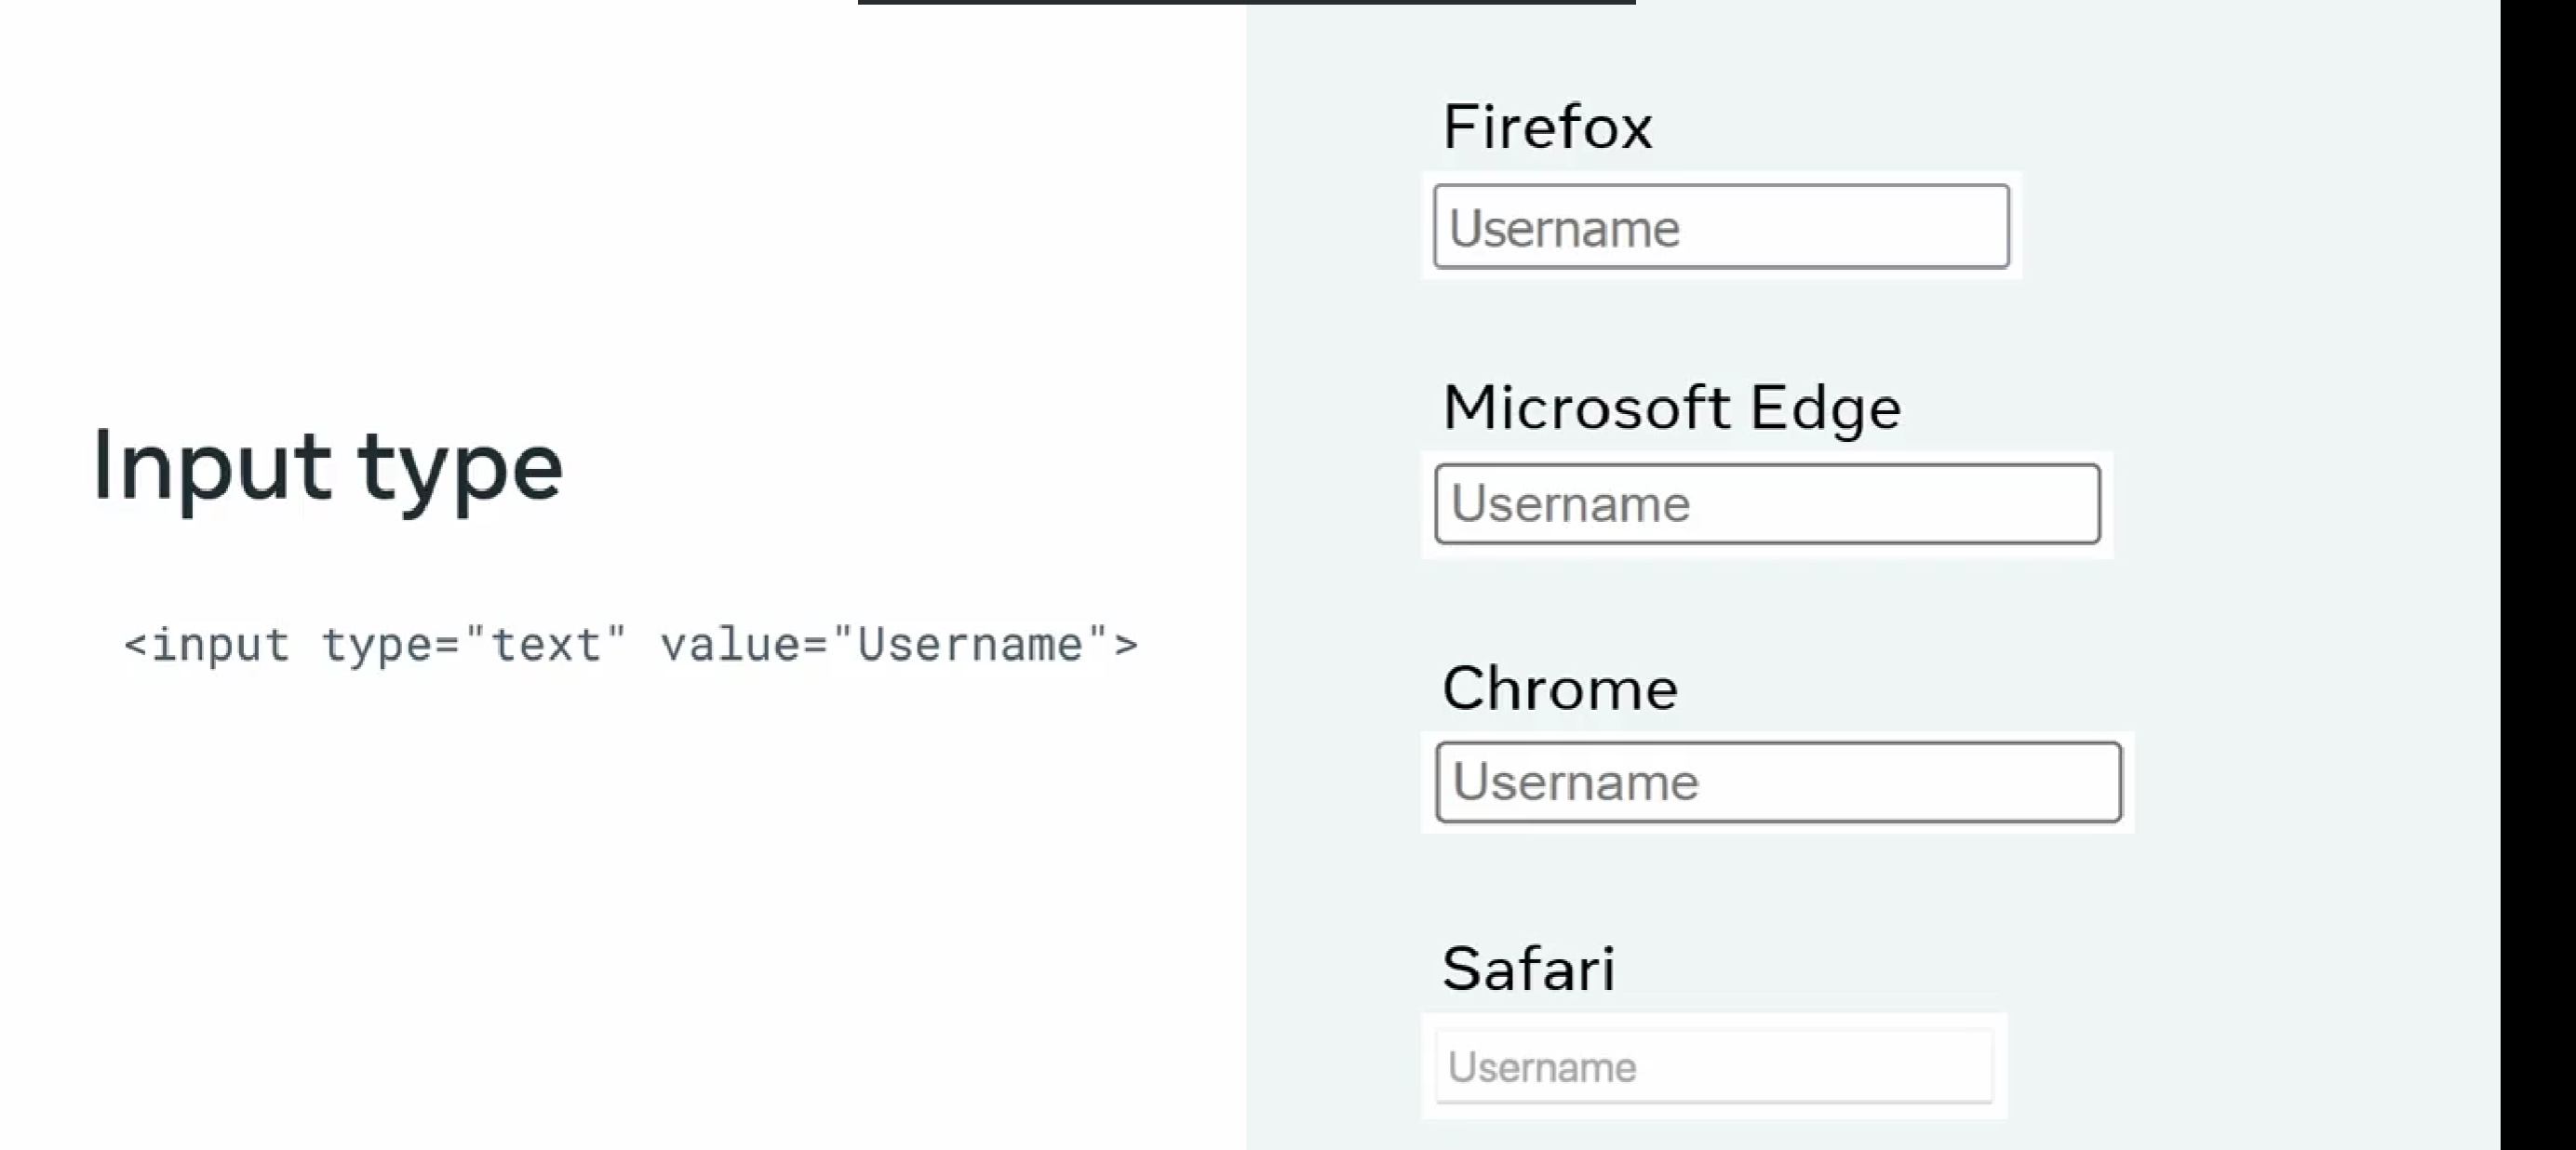 Input type
<input type="text" value="Username">
Firefox
Username
Microsoft Edge
Username
Chrome
Username
Safari
Username